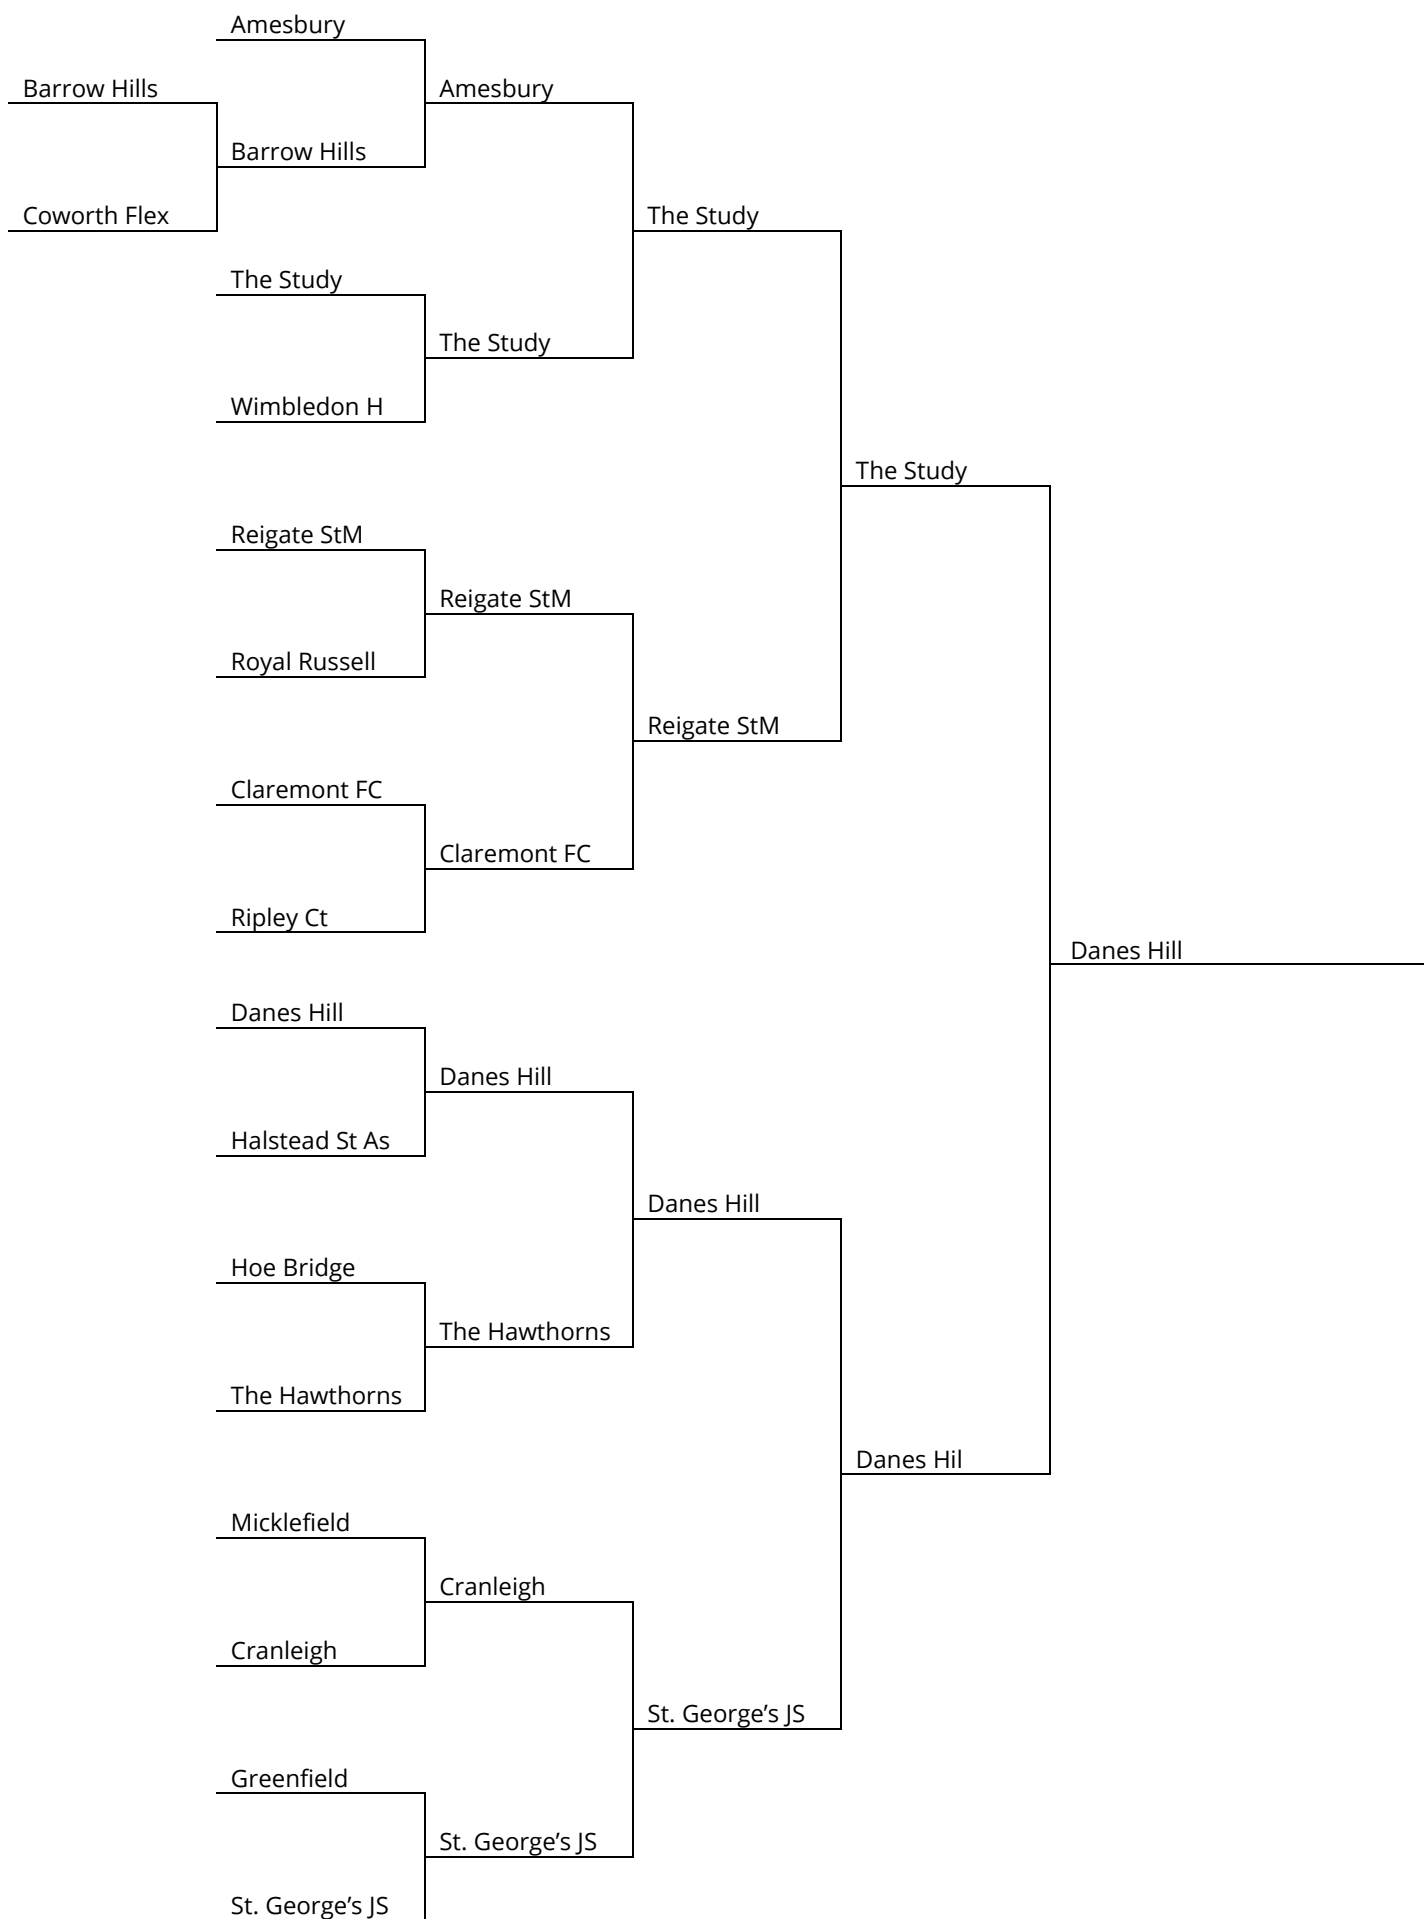 Amesbury
Barrow Hills
Amesbury
Barrow Hills
Coworth Flex
The Study
The Study
The Study
Wimbledon H
The Study
Reigate StM
Reigate StM
Royal Russell
Reigate StM
Claremont FC
Claremont FC
Ripley Ct
Danes Hill
Danes Hill
Danes Hill
Halstead St As
Danes Hill
Hoe Bridge
The Hawthorns
The Hawthorns
Danes Hil
Micklefield
Cranleigh
Cranleigh
St. George’s JS
Greenfield
St. George’s JS
St. George’s JS